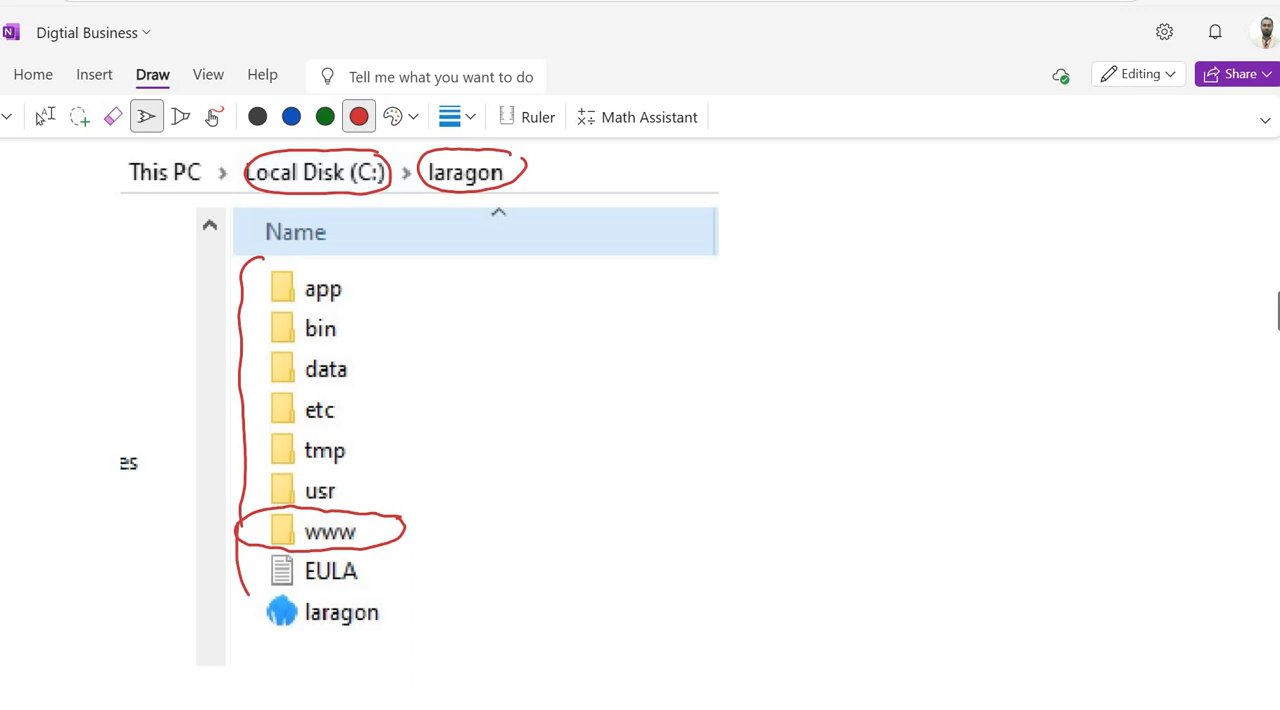 Digtial Business
Home Insert Draw View Help Tell me what you want to do Editing Share
Ruler Math Assistant
This PC > Local Disk (C:) > laragon
Name
app
bin
data
etc
tmp
es
usr
www
EULA
laragon